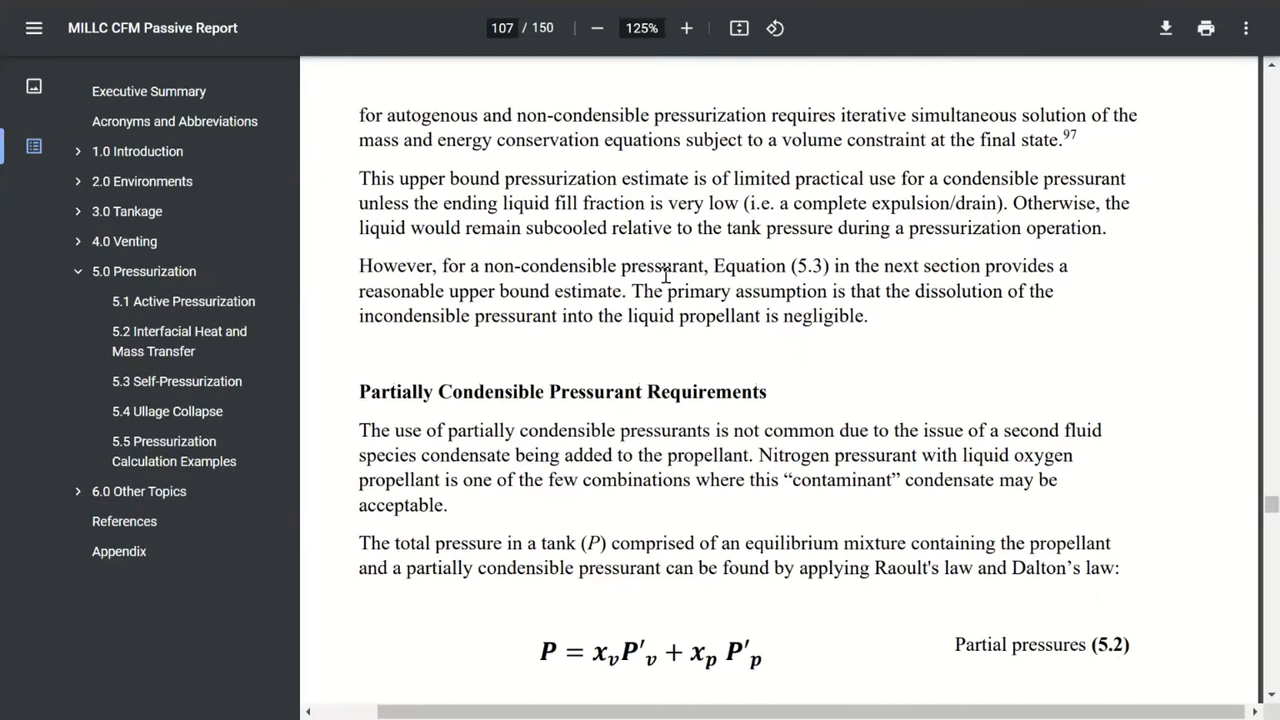 MILLC CFM Passive Report
107 / 150
125%
Executive Summary
Acronyms and Abbreviations
1.0 Introduction
2.0 Environments
3.0 Tankage
4.0 Venting
5.0 Pressurization
5.1 Active Pressurization
5.2 Interfacial Heat and
Mass Transfer
5.3 Self-Pressurization
5.4 Ullage Collapse
5.5 Pressurization
Calculation Examples
6.0 Other Topics
References
Appendix
for autogenous and non-condensible pressurization requires iterative simultaneous solution of the
mass and energy conservation equations subject to a volume constraint at the final state.97
This upper bound pressurization estimate is of limited practical use for a condensible pressurant
unless the ending liquid fill fraction is very low (i.e. a complete expulsion/drain). Otherwise, the
liquid would remain subcooled relative to the tank pressure during a pressurization operation.
However, for a non-condensible pressurant, Equation (5.3) in the next section provides a
reasonable upper bound estimate. The primary assumption is that the dissolution of the
incondensible pressurant into the liquid propellant is negligible.
Partially Condensible Pressurant Requirements
The use of partially condensible pressurants is not common due to the issue of a second fluid
species condensate being added to the propellant. Nitrogen pressurant with liquid oxygen
propellant is one of the few combinations where this “contaminant” condensate may be
acceptable.
The total pressure in a tank (P) comprised of an equilibrium mixture containing the propellant
and a partially condensible pressurant can be found by applying Raoult's law and Dalton’s law:
P = xvP′v + xp P′p
Partial pressures (5.2)